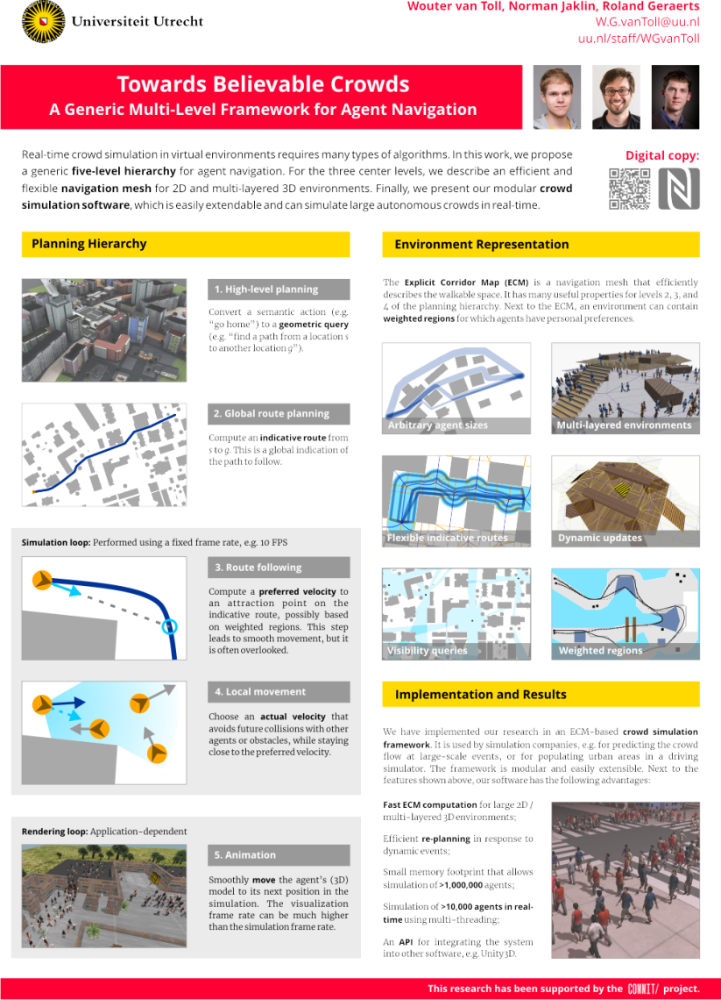 Universiteit Utrecht
Wouter van Toll, Norman Jaklin, Roland Geraerts
W.G.vanToll@uu.nl
uu.nl/staff/WGvanToll
Towards Believable Crowds
A Generic Multi-Level Framework for Agent Navigation
Real-time crowd simulation in virtual environments requires many types of algorithms. In this work, we propose
a generic five-level hierarchy for agent navigation. For the three center levels, we describe an efficient and
flexible navigation mesh for 2D and multi-layered 3D environments. Finally, we present our modular crowd
simulation software, which is easily extendable and can simulate large autonomous crowds in real-time.
Digital copy:
Planning Hierarchy
1. High-level planning
Convert a semantic action (e.g.
“go home”) to a geometric query
(e.g. “find a path from a location s
to another location g”).
2. Global route planning
Compute an indicative route from
s to g. This is a global indication of
the path to follow.
Simulation loop: Performed using a fixed frame rate, e.g. 10 FPS
3. Route following
Compute a preferred velocity to
an attraction point on the
indicative route, possibly based
on weighted regions. This step
leads to smooth movement, but it
is often overlooked.
4. Local movement
Choose an actual velocity that
avoids future collisions with other
agents or obstacles, while staying
close to the preferred velocity.
Rendering loop: Application-dependent
5. Animation
Smoothly move the agent’s (3D)
model to its next position in the
simulation. The visualization
frame rate can be much higher
than the simulation frame rate.
Environment Representation
The Explicit Corridor Map (ECM) is a navigation mesh that efficiently
describes the walkable space. It has many useful properties for levels 2, 3, and
4 of the planning hierarchy. Next to the ECM, an environment can contain
weighted regions for which agents have personal preferences.
Arbitrary agent sizes
Multi-layered environments
Flexible indicative routes
Dynamic updates
Visibility queries
Weighted regions
Implementation and Results
We have implemented our research in an ECM-based crowd simulation
framework. It is used by simulation companies, e.g. for predicting the crowd
flow at large-scale events, or for populating urban areas in a driving
simulator. The framework is modular and easily extensible. Next to the
features shown above, our software has the following advantages:
Fast ECM computation for large 2D /
multi-layered 3D environments;
Efficient re-planning in response to
dynamic events;
Small memory footprint that allows
simulation of >1,000,000 agents;
Simulation of >10,000 agents in real-
time using multi-threading;
An API for integrating the system
into other software, e.g. Unity3D.
This research has been supported by the COMMIT/ project.